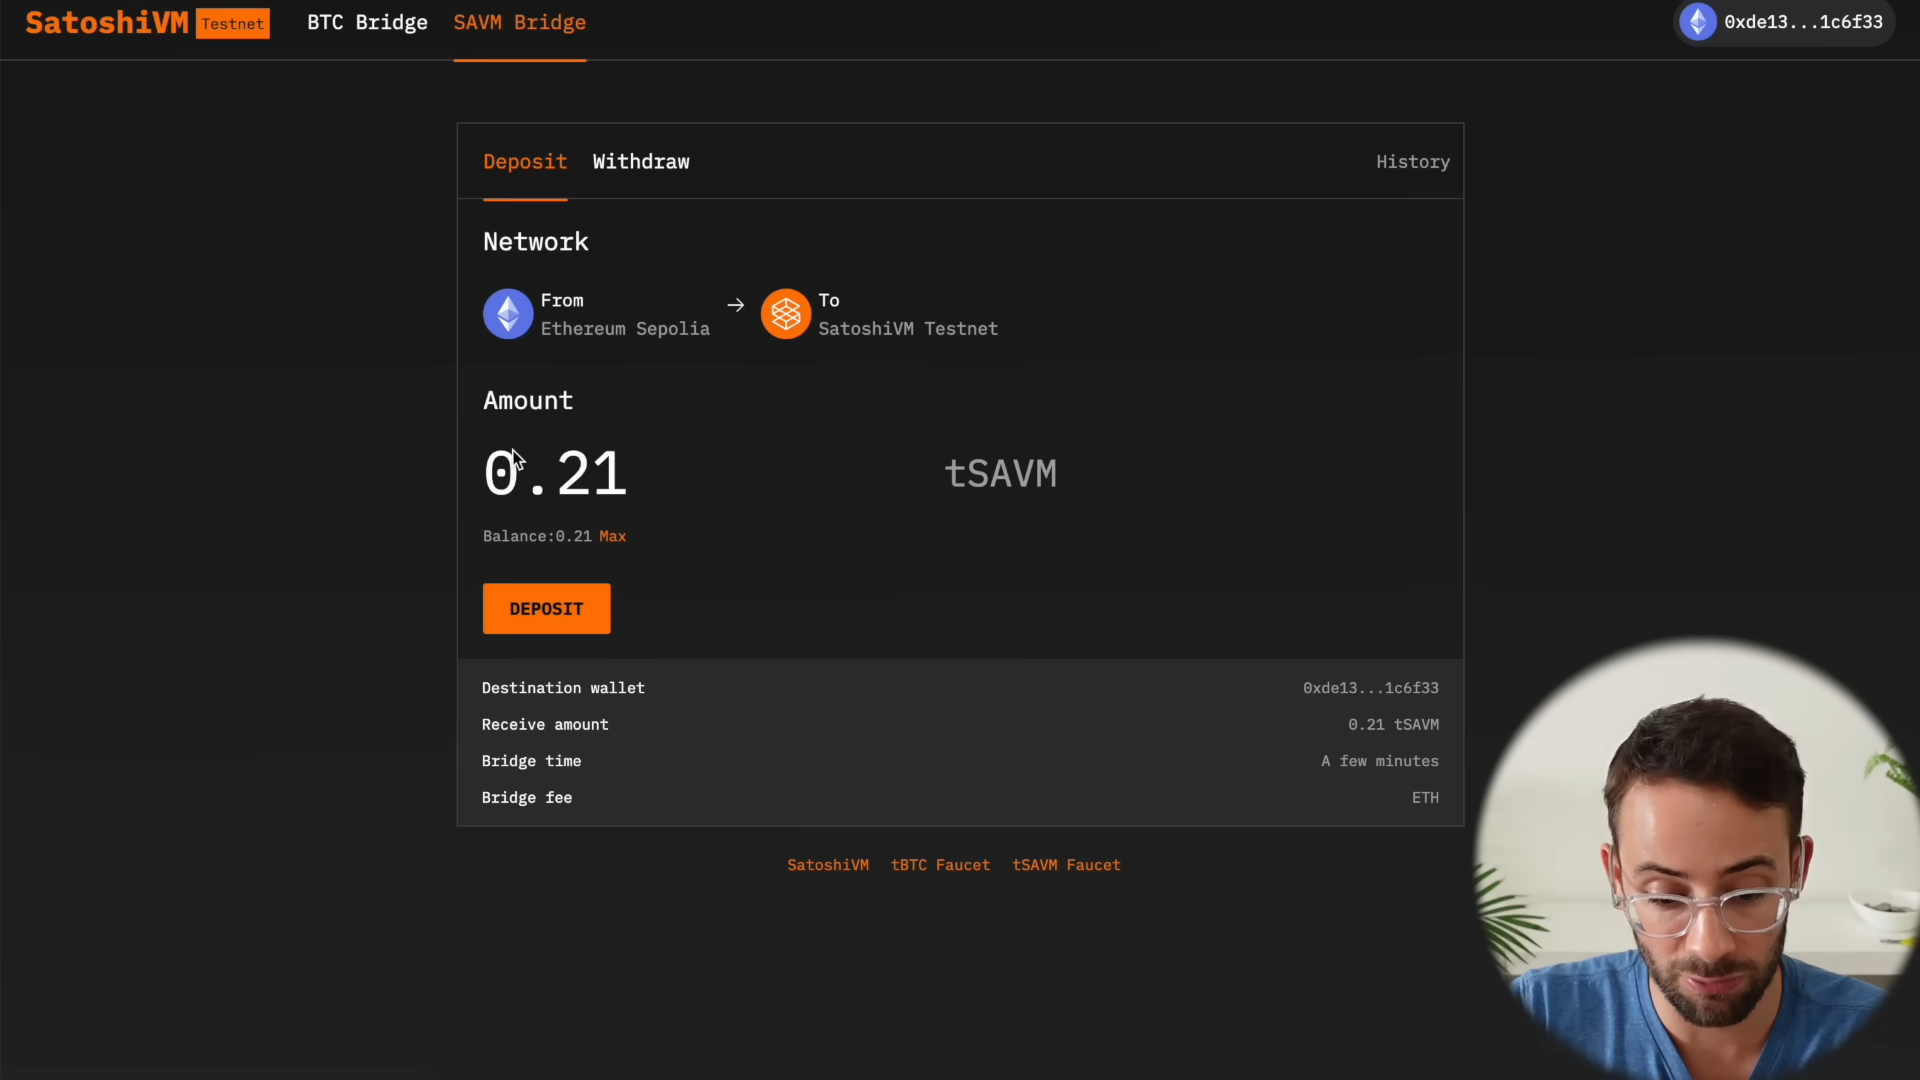 SatoshiVM Testnet BTC Bridge SAVM Bridge 0xde13...1c6f33
Deposit Withdraw History
Network
From To
Ethereum Sepolia → SatoshiVM Testnet
Amount
0.21 tSAVM
Balance:0.21 Max
DEPOSIT
Destination wallet 0xde13...1c6f33
Receive amount 0.21 tSAVM
Bridge time A few minutes
Bridge fee ETH
SatoshiVM tBTC Faucet tSAVM Faucet